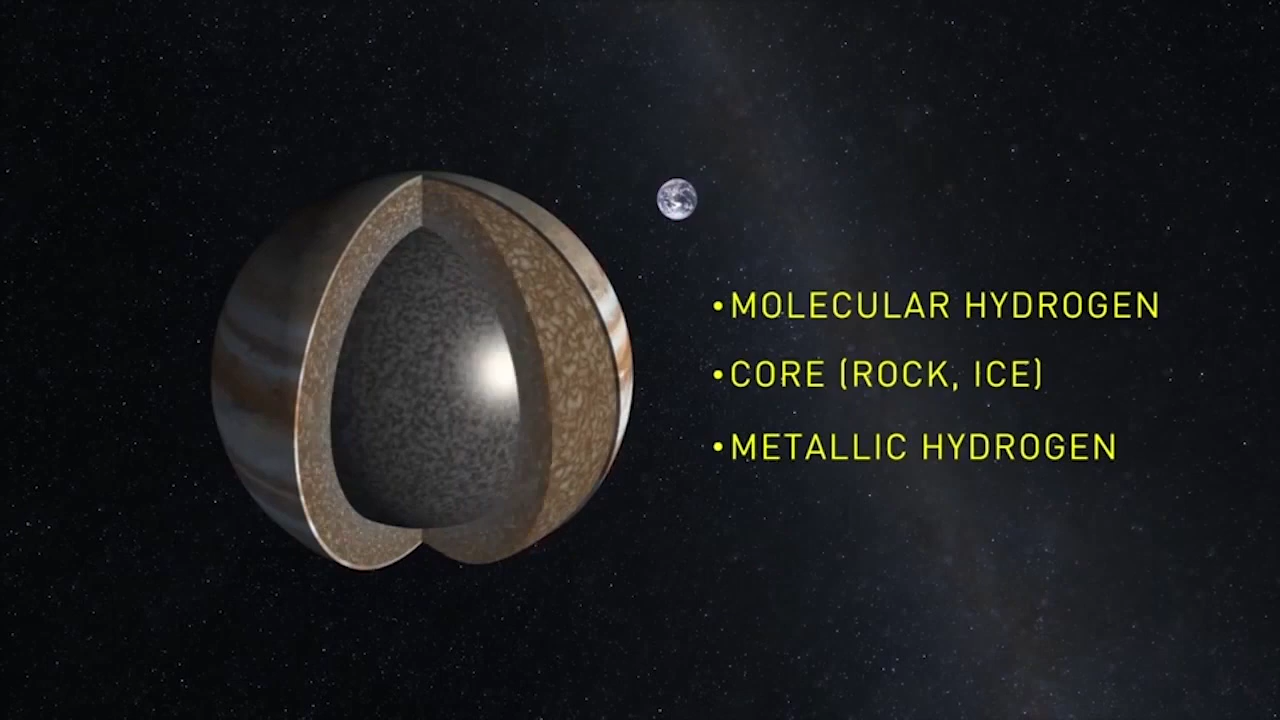 •MOLECULAR HYDROGEN
•CORE (ROCK, ICE)
•METALLIC HYDROGEN